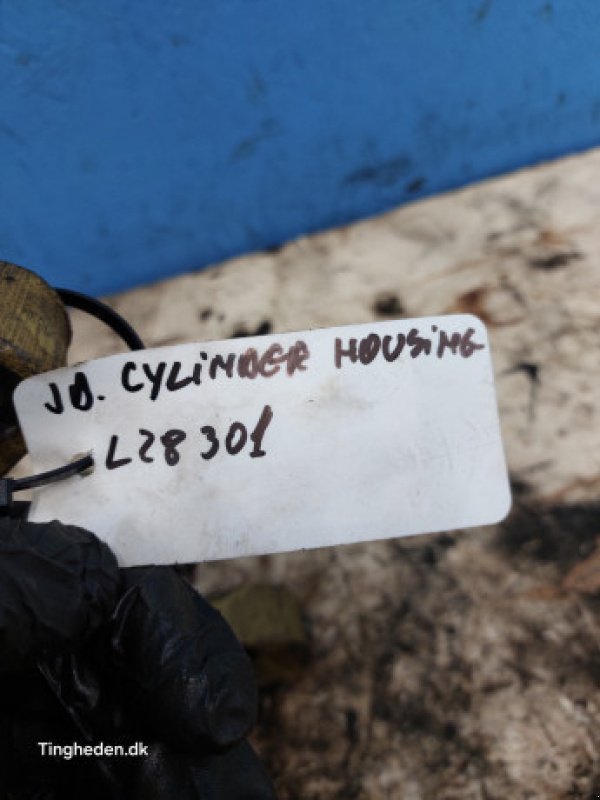 JD. CYLINDER HOUSING
L28301
Tingheden.dk